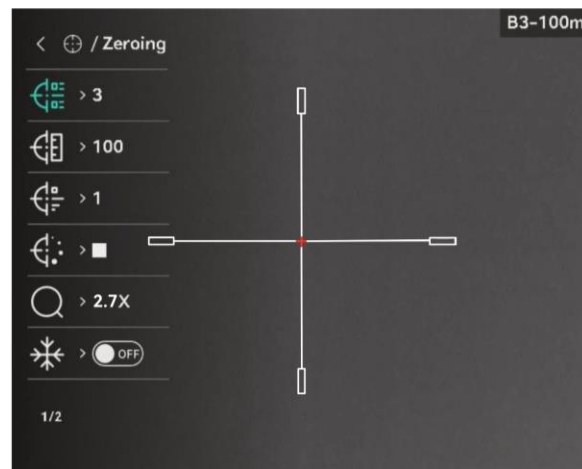 B3-100m
< / Zeroing
> 3
> 100
> 1
>
> 2.7X
> OFF
1/2